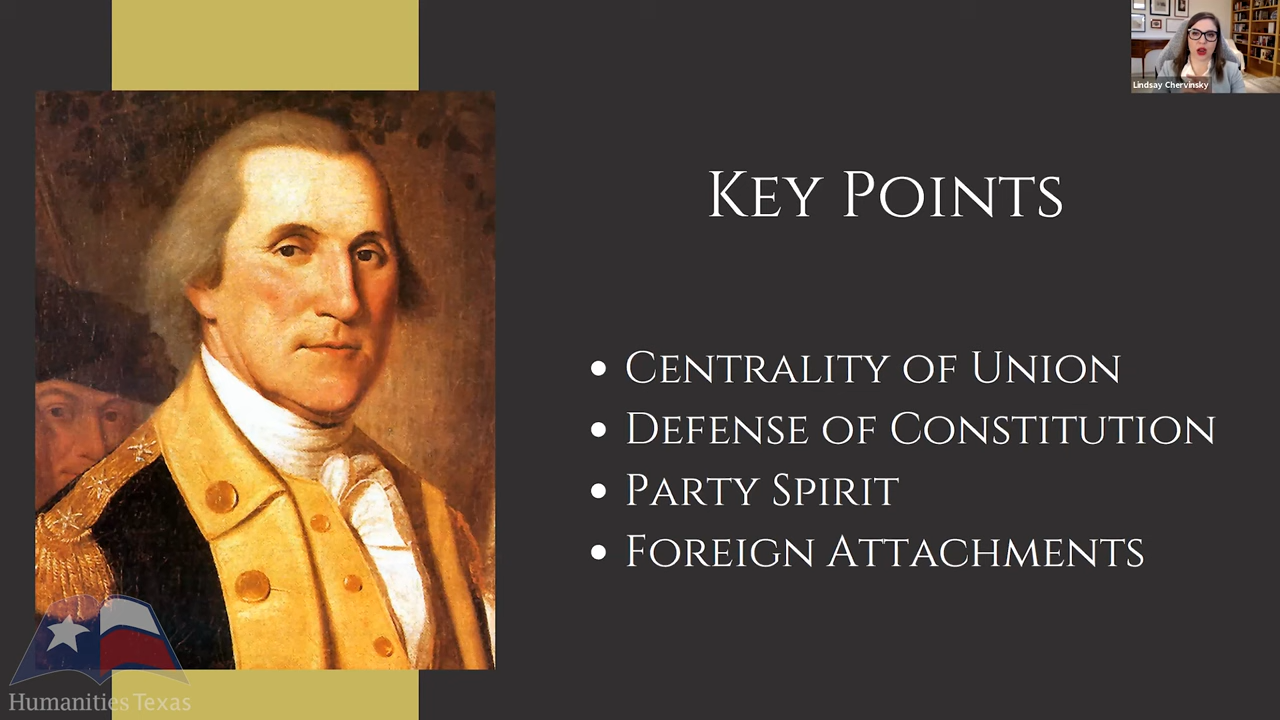 Lindsay Chervinsky
Key Points
• Centrality of Union
• Defense of Constitution
• Party Spirit
• Foreign Attachments
Humanities Texas